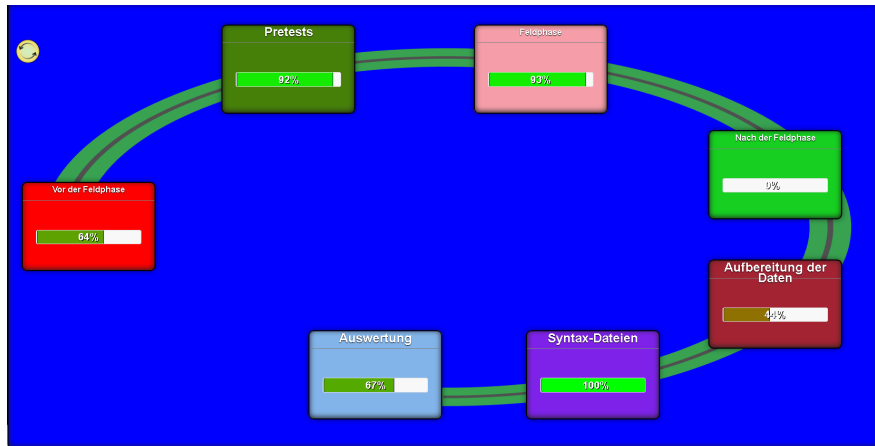 Pretests
92%
Feldphase
93%
Nach der Feldphase
0%
Vor der Feldphase
64%
Aufbereitung der
Daten
44%
Auswertung
67%
Syntax-Dateien
100%